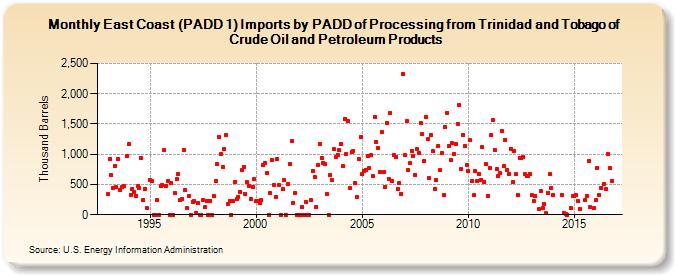 Monthly East Coast (PADD 1) Imports by PADD of Processing from Trinidad and Tobago of
Crude Oil and Petroleum Products
Thousand Barrels
2,500
2,000
1,500
1,000
500
0
1995
2000
2005
2010
2015
Source: U.S. Energy Information Administration